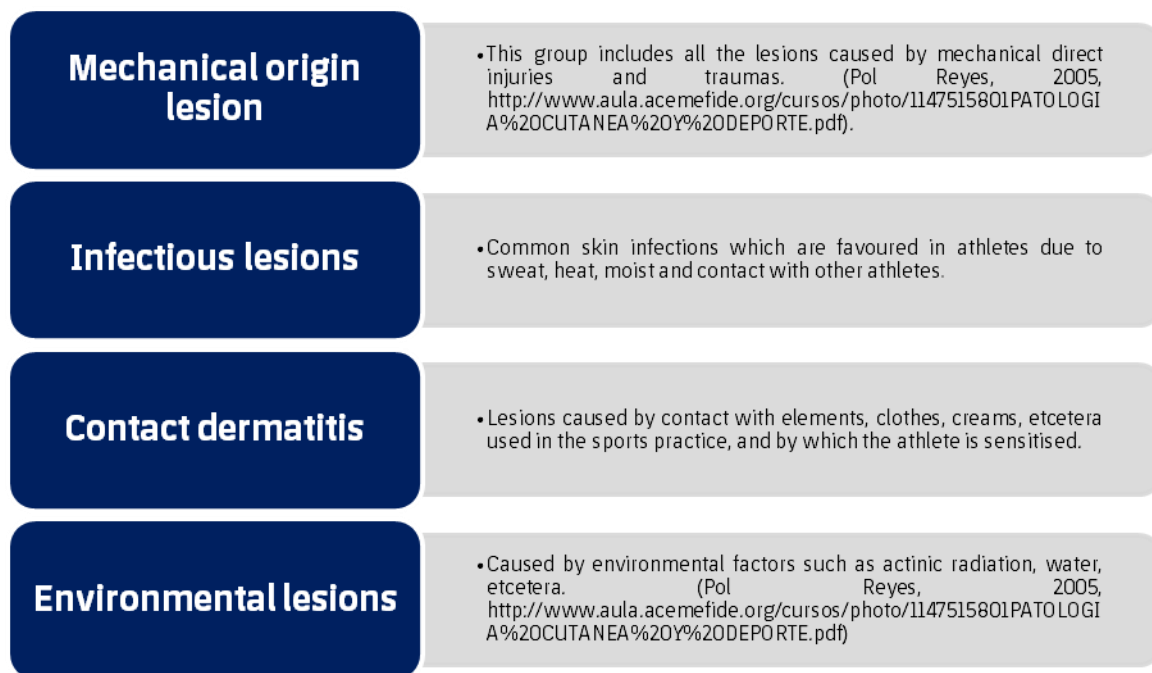 Mechanical origin
lesion
•This group includes all the lesions caused by mechanical direct
injuries and traumas. (Pol Reyes, 2005,
http://www.aula.acemefide.org/cursos/photo/1147515801PATOLOGI
A%20CUTANEA%20Y%20DEPORTE.pdf).
Infectious lesions
•Common skin infections which are favoured in athletes due to
sweat, heat, moist and contact with other athletes.
Contact dermatitis
•Lesions caused by contact with elements, clothes, creams, etcetera
used in the sports practice, and by which the athlete is sensitised.
Environmental lesions
•Caused by environmental factors such as actinic radiation, water,
etcetera. (Pol Reyes, 2005,
http://www.aula.acemefide.org/cursos/photo/1147515801PATOLOGI
A%20CUTANEA%20Y%20DEPORTE.pdf)